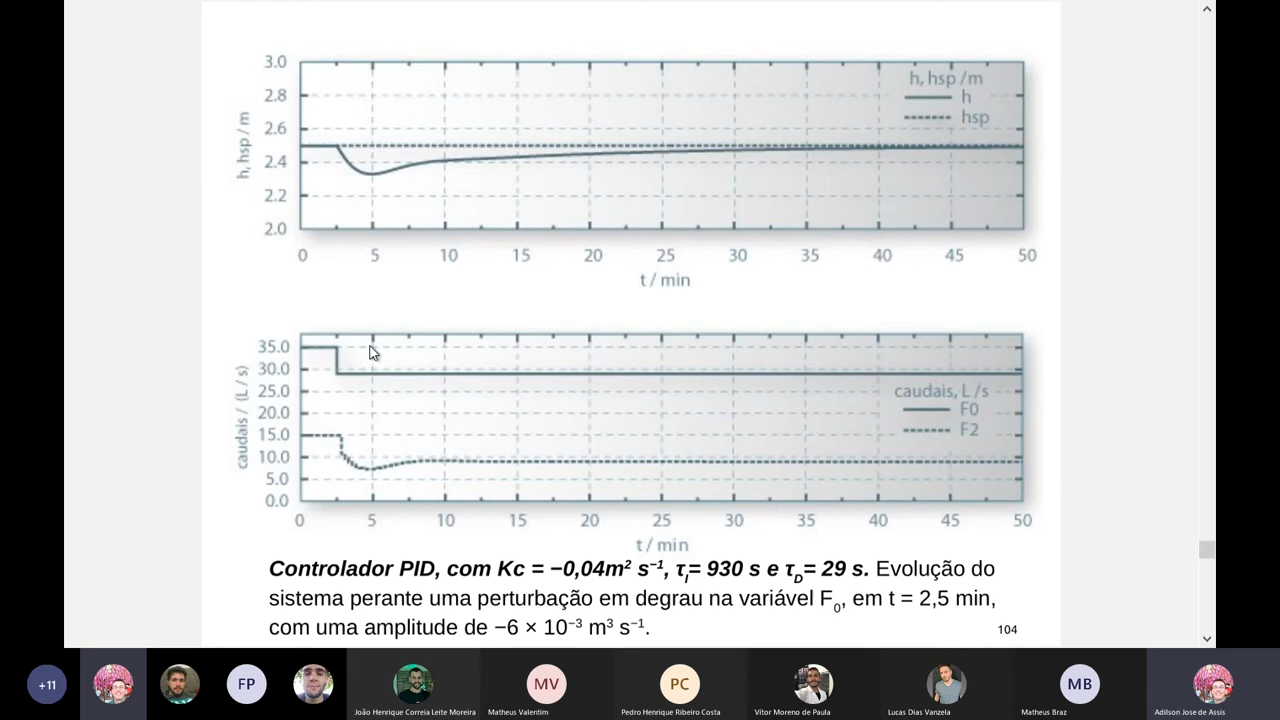 3.0
2.8
2.6
2.4
2.2
2.0
h, hsp / m
h, hsp /m
h
hsp
0 5 10 15 20 25 30 35 40 45 50
t / min
35.0
30.0
25.0
20.0
15.0
10.0
5.0
0.0
caudais / (L / s)
caudais, L /s
F0
F2
0 5 10 15 20 25 30 35 40 45 50
t / min
Controlador PID, com Kc = −0,04m² s⁻¹, τI= 930 s e τD= 29 s. Evolução do
sistema perante uma perturbação em degrau na variável F0, em t = 2,5 min,
com uma amplitude de −6 × 10⁻³ m³ s⁻¹.
104
+11
FP
João Henrique Correia Leite Moreira
MV
Matheus Valentim
PC
Pedro Henrique Ribeiro Costa
Vítor Moreno de Paula
Lucas Dias Vanzela
MB
Matheus Braz
Adilson Jose de Assis